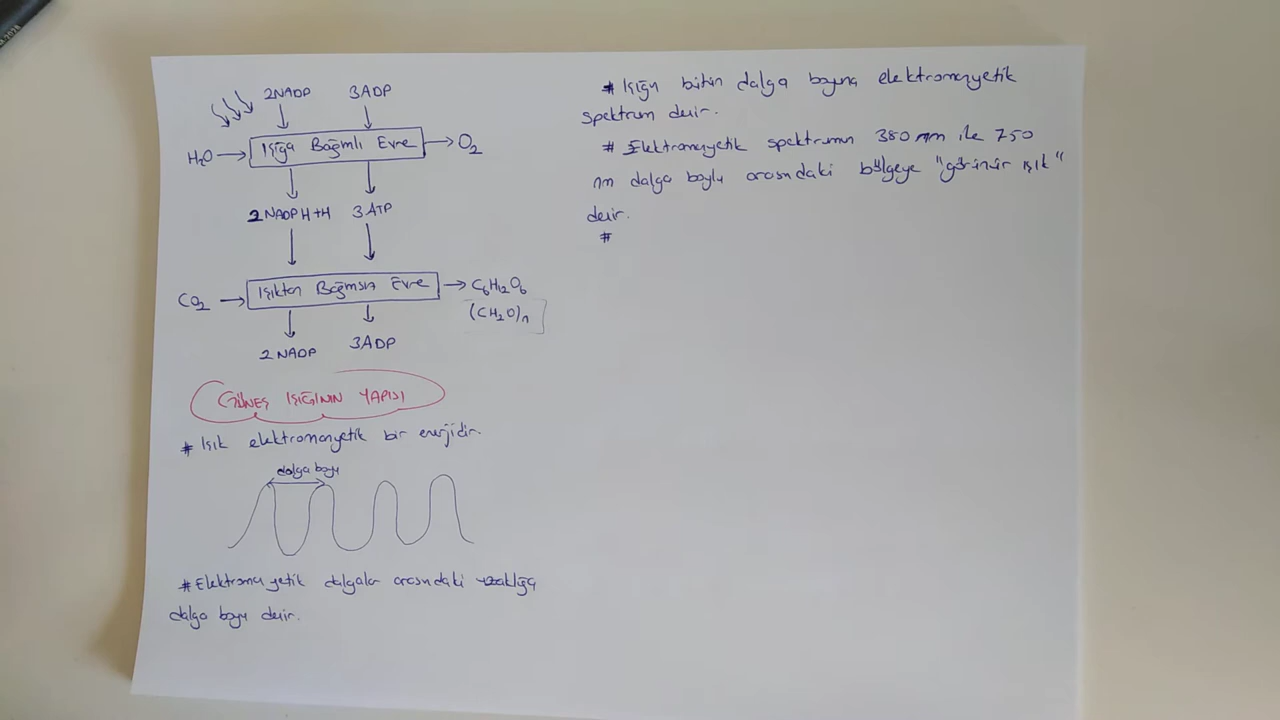 2NADP 3ADP
H2O Işığa Bağımlı Evre O2
2NADPH+H 3ATP
CO2 Işıktan Bağımsız Evre C6H12O6
(CH2O)n
2NADP 3ADP
GÜNEŞ IŞIĞININ YAPISI
# Işık elektromanyetik bir enerjidir.
dalga boyu
# Elektromanyetik dalgalar arasındaki uzaklığa
dalga boyu denir.
# Işığın bütün dalga boyuna elektromanyetik
spektrum denir.
# Elektromanyetik spektrumun 380 nm ile 750
nm dalga boylu arasındaki bölgeye "görünür ışık"
denir.
#